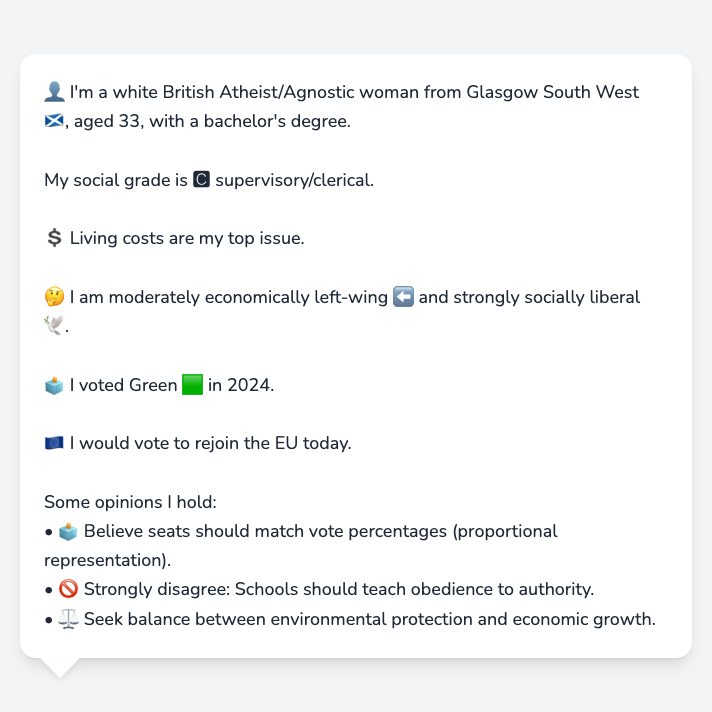 👤 I'm a white British Atheist/Agnostic woman from Glasgow South West
🏴󠁧󠁢󠁳󠁣󠁴󠁿, aged 33, with a bachelor's degree.
My social grade is 🅲 supervisory/clerical.
💲 Living costs are my top issue.
🤔 I am moderately economically left-wing ⬅️ and strongly socially liberal
🕊️.
🗳️ I voted Green 🟩 in 2024.
🇪🇺 I would vote to rejoin the EU today.
Some opinions I hold:
• 🗳️ Believe seats should match vote percentages (proportional
representation).
• 🚫 Strongly disagree: Schools should teach obedience to authority.
• ⚖️ Seek balance between environmental protection and economic growth.